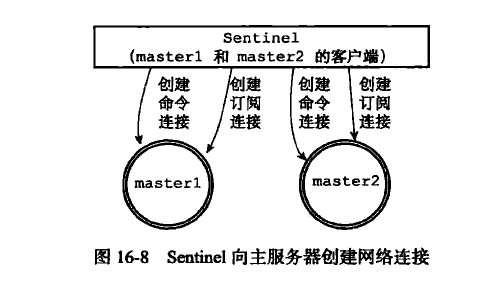 Sentinel
(master1 和 master2 的客户端)
创建 创建 创建 创建
命令 订阅 命令 订阅
连接 连接 连接 连接
master1 master2
图 16-8 Sentinel 向主服务器创建网络连接